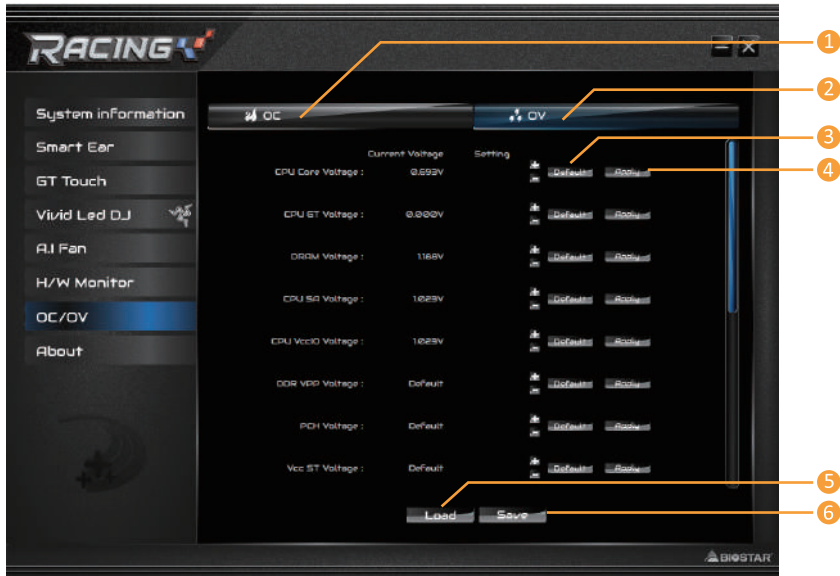 RACING
1
2
3
4
5
6
System information
Smart Ear
GT Touch
Vivid Led DJ
A.I Fan
H/W Monitor
OC/OV
About
OC
OV
Current Voltage Setting
CPU Core Voltage : 0.693V Default Apply
CPU GT Voltage : 0.000V Default Apply
DRAM Voltage : 1.168V Default Apply
CPU SA Voltage : 1.029V Default Apply
CPU VccIO Voltage : 1.029V Default Apply
DDR VPP Voltage : Default Default Apply
PCH Voltage : Default Default Apply
Vcc ST Voltage : Default Default Apply
Load Save
BIOSTAR